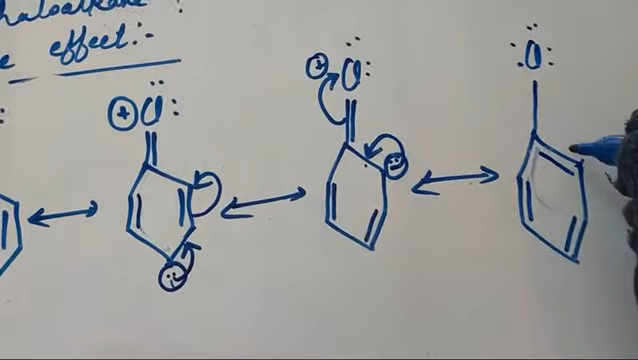 haloalkane :
e effect:-
+ O
+ O
O